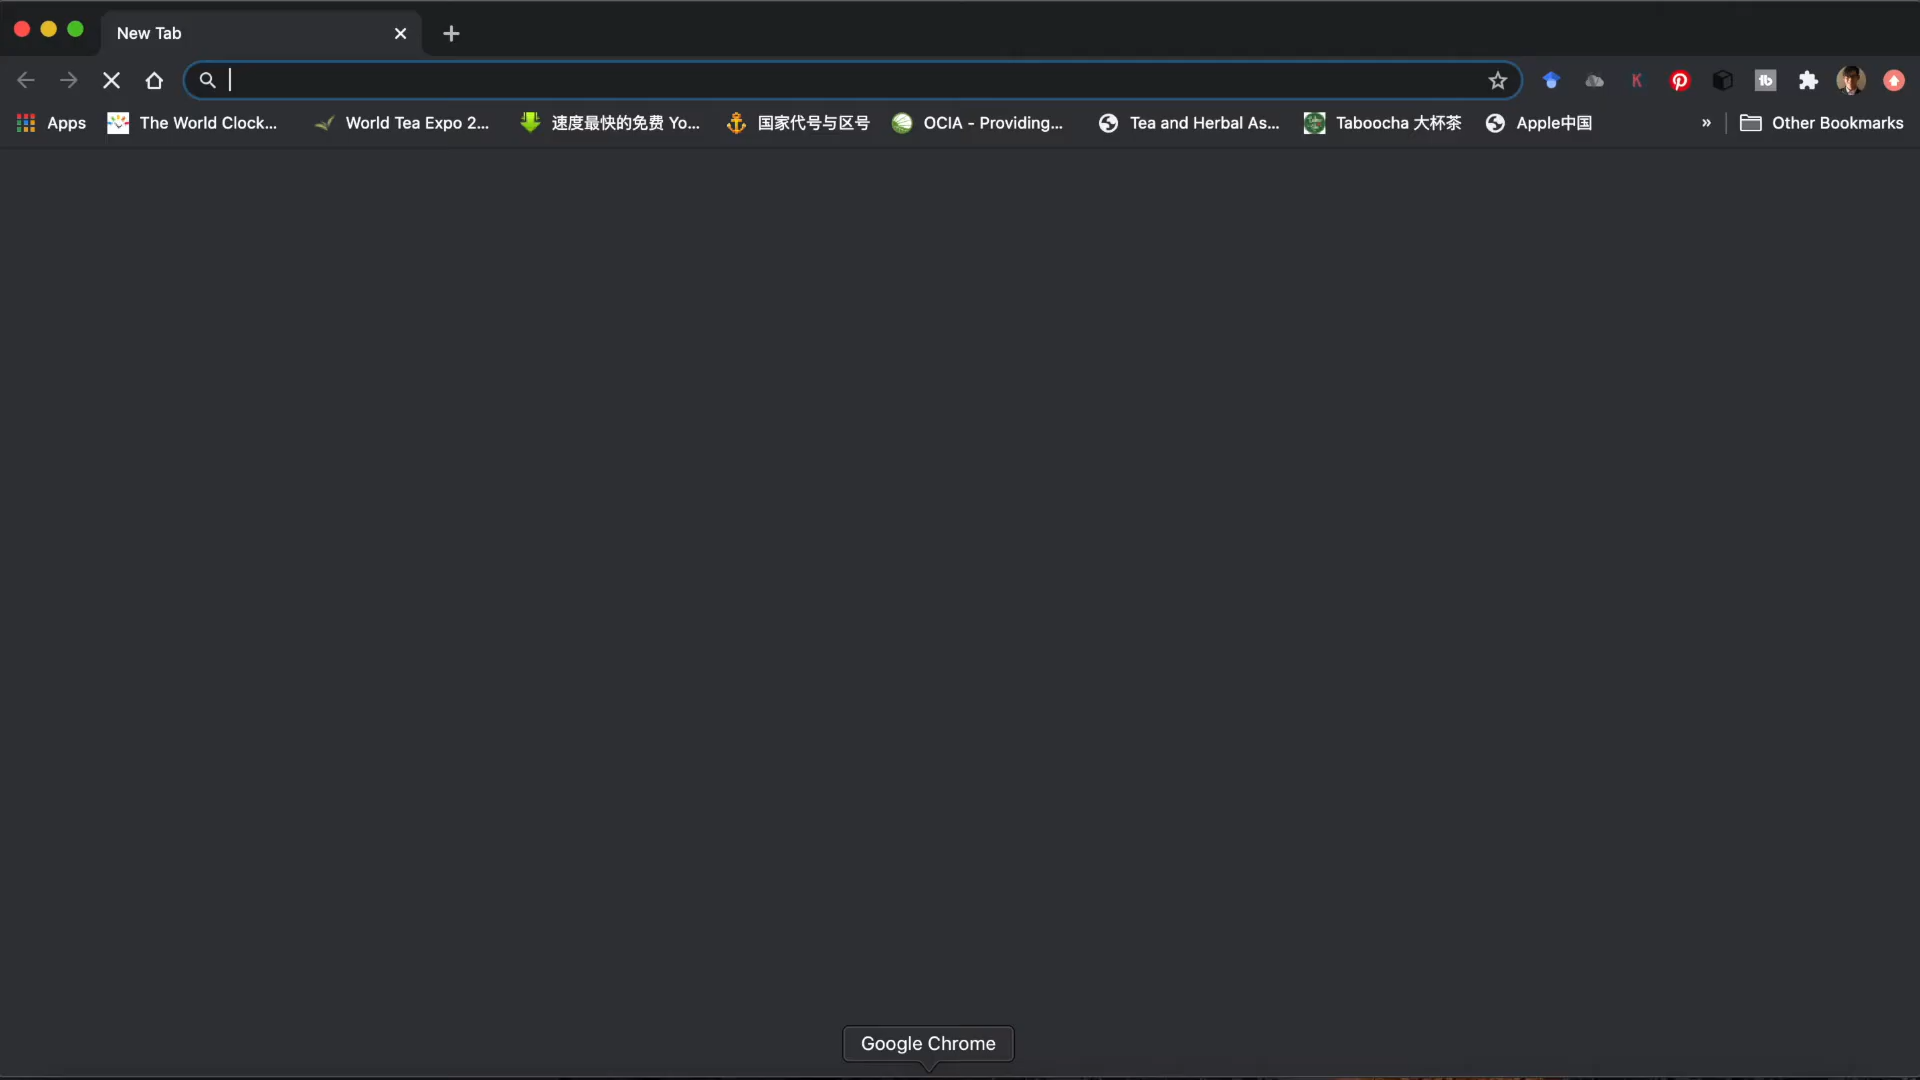 New Tab
Apps
The World Clock...
World Tea Expo 2...
速度最快的免费 Yo...
国家代号与区号
OCIA - Providing...
Tea and Herbal As...
Taboocha 大杯茶
Apple中国
»
Other Bookmarks
Google Chrome